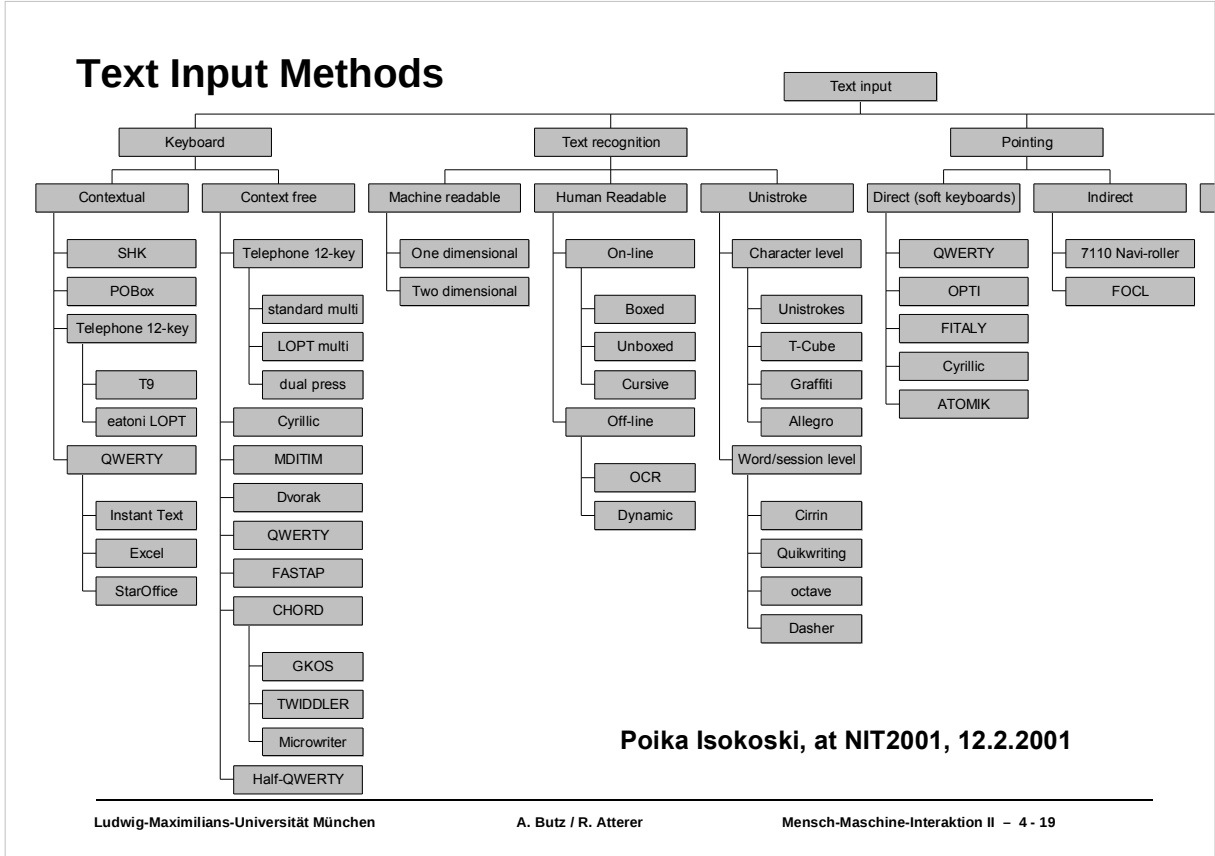 Text Input Methods
Text input
Keyboard
Text recognition
Pointing
Contextual
Context free
Machine readable
Human Readable
Unistroke
Direct (soft keyboards)
Indirect
SHK
POBox
Telephone 12-key
T9
eatoni LOPT
QWERTY
Instant Text
Excel
StarOffice
Telephone 12-key
standard multi
LOPT multi
dual press
Cyrillic
MDITIM
Dvorak
QWERTY
FASTAP
CHORD
GKOS
TWIDDLER
Microwriter
Half-QWERTY
One dimensional
Two dimensional
On-line
Boxed
Unboxed
Cursive
Off-line
OCR
Dynamic
Character level
Unistrokes
T-Cube
Graffiti
Allegro
Word/session level
Cirrin
Quikwriting
octave
Dasher
QWERTY
OPTI
FITALY
Cyrillic
ATOMIK
7110 Navi-roller
FOCL
Poika Isokoski, at NIT2001, 12.2.2001
Ludwig-Maximilians-Universität München
A. Butz / R. Atterer
Mensch-Maschine-Interaktion II – 4 - 19